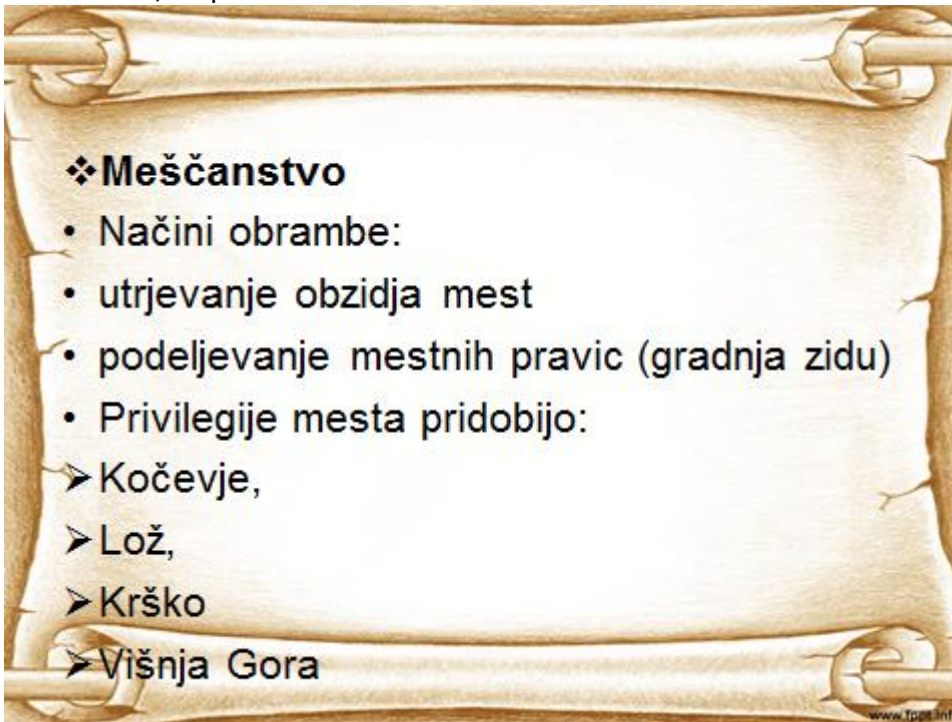 ❖Meščanstvo
• Načini obrambe:
• utrjevanje obzidja mest
• podeljevanje mestnih pravic (gradnja zidu)
• Privilegije mesta pridobijo:
➢Kočevje,
➢Lož,
➢Krško
➢Višnja Gora